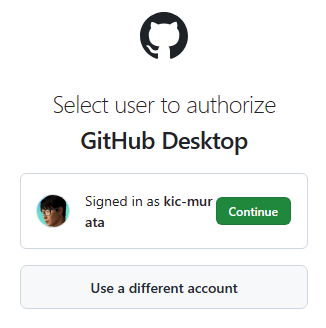 Select user to authorize
GitHub Desktop
Signed in as kic-mur
ata
Continue
Use a different account